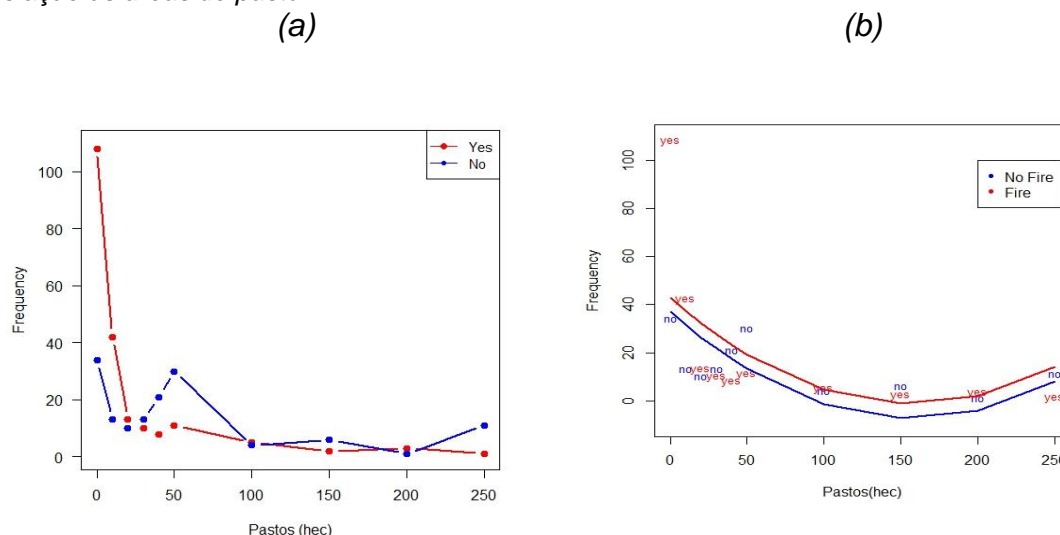 (a)
Yes
No
100
80
60
40
20
0
Frequency
0 50 100 150 200 250
Pastos (hec)
(b)
yes
No Fire
Fire
100
80
60
40
20
0
Frequency
yes
no
no
no
no
yes
no
yes
no
yes
yes
yes
yes
no
no
yes
yes
no
no
yes
0 50 100 150 200
Pastos(hec)